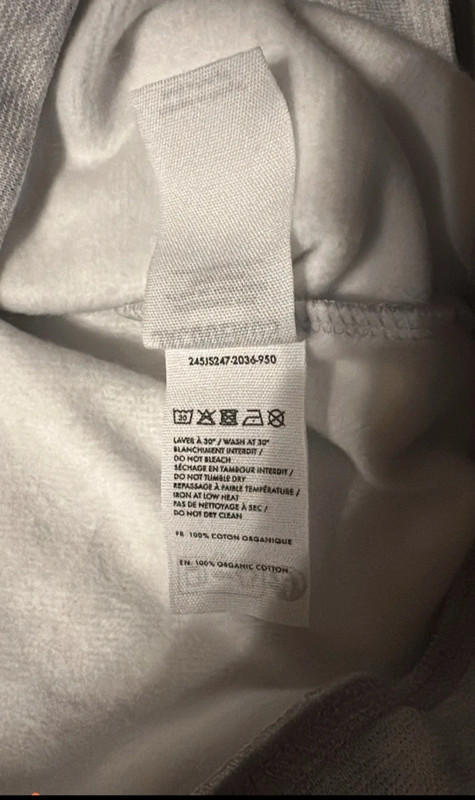 245JS247-2036-950
30
LAVER À 30° / WASH AT 30°
BLANCHIMENT INTERDIT /
DO NOT BLEACH
SÉCHAGE EN TAMBOUR INTERDIT /
DO NOT TUMBLE DRY
REPASSAGE À FAIBLE TEMPÉRATURE /
IRON AT LOW HEAT
PAS DE NETTOYAGE À SEC /
DO NOT DRY CLEAN
FR 100% COTON ORGANIQUE
EN: 100% ORGANIC COTTON